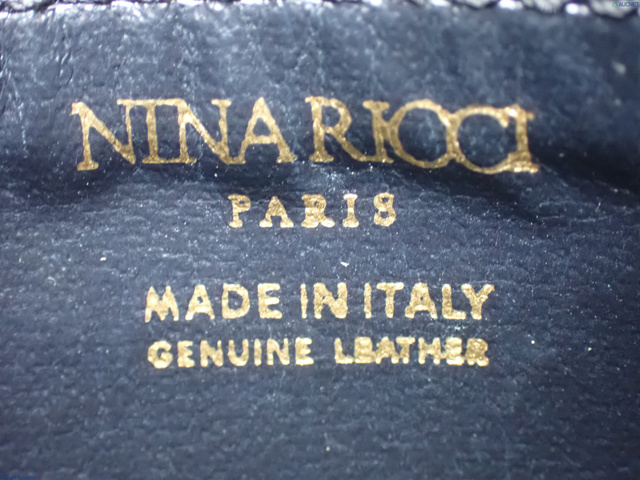 NINA RICCI
PARIS
MADE IN ITALY
GENUINE LEATHER